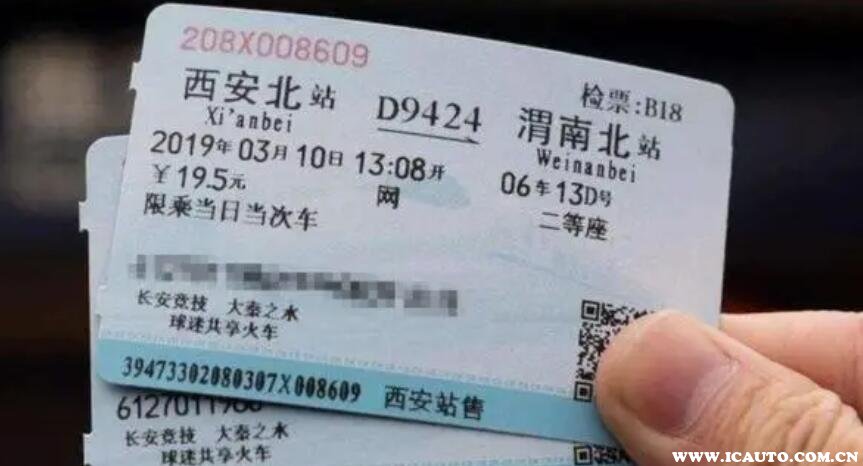 208X008609
检票:B18
西安北站 D9424 渭南北站
Xi'anbei Weinanbei
2019年03月10日13:08开 06车13D号
¥19.5元 网 二等座
限乘当日当次车
长安竞技 大秦之水
球迷共享火车
39473302080307X008609 西安站售
长安竞技 大秦之水
球迷共享火车
www.icauto.com.cn